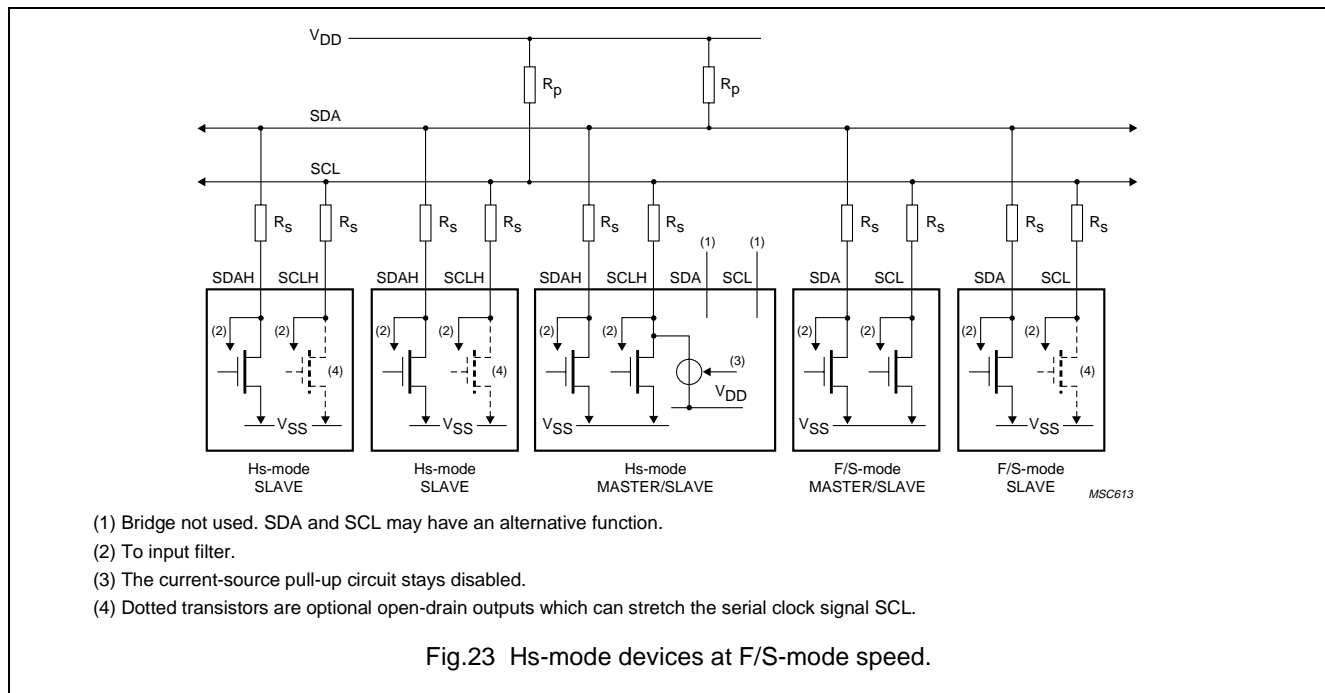 VDD
Rp Rp
SDA
SCL
Rs Rs Rs Rs Rs Rs Rs Rs Rs Rs
(1) (1)
SDAH SCLH SDAH SCLH SDAH SCLH SDA SCL SDA SCL SDA SCL
(2) (2) (2) (2) (2) (2) (2) (2) (2) (2)
(4) (4) (3) (4)
VDD
VSS VSS VSS VSS VSS
Hs-mode Hs-mode Hs-mode F/S-mode F/S-mode
SLAVE SLAVE MASTER/SLAVE MASTER/SLAVE SLAVE
MSC613
(1) Bridge not used. SDA and SCL may have an alternative function.
(2) To input filter.
(3) The current-source pull-up circuit stays disabled.
(4) Dotted transistors are optional open-drain outputs which can stretch the serial clock signal SCL.
Fig.23 Hs-mode devices at F/S-mode speed.